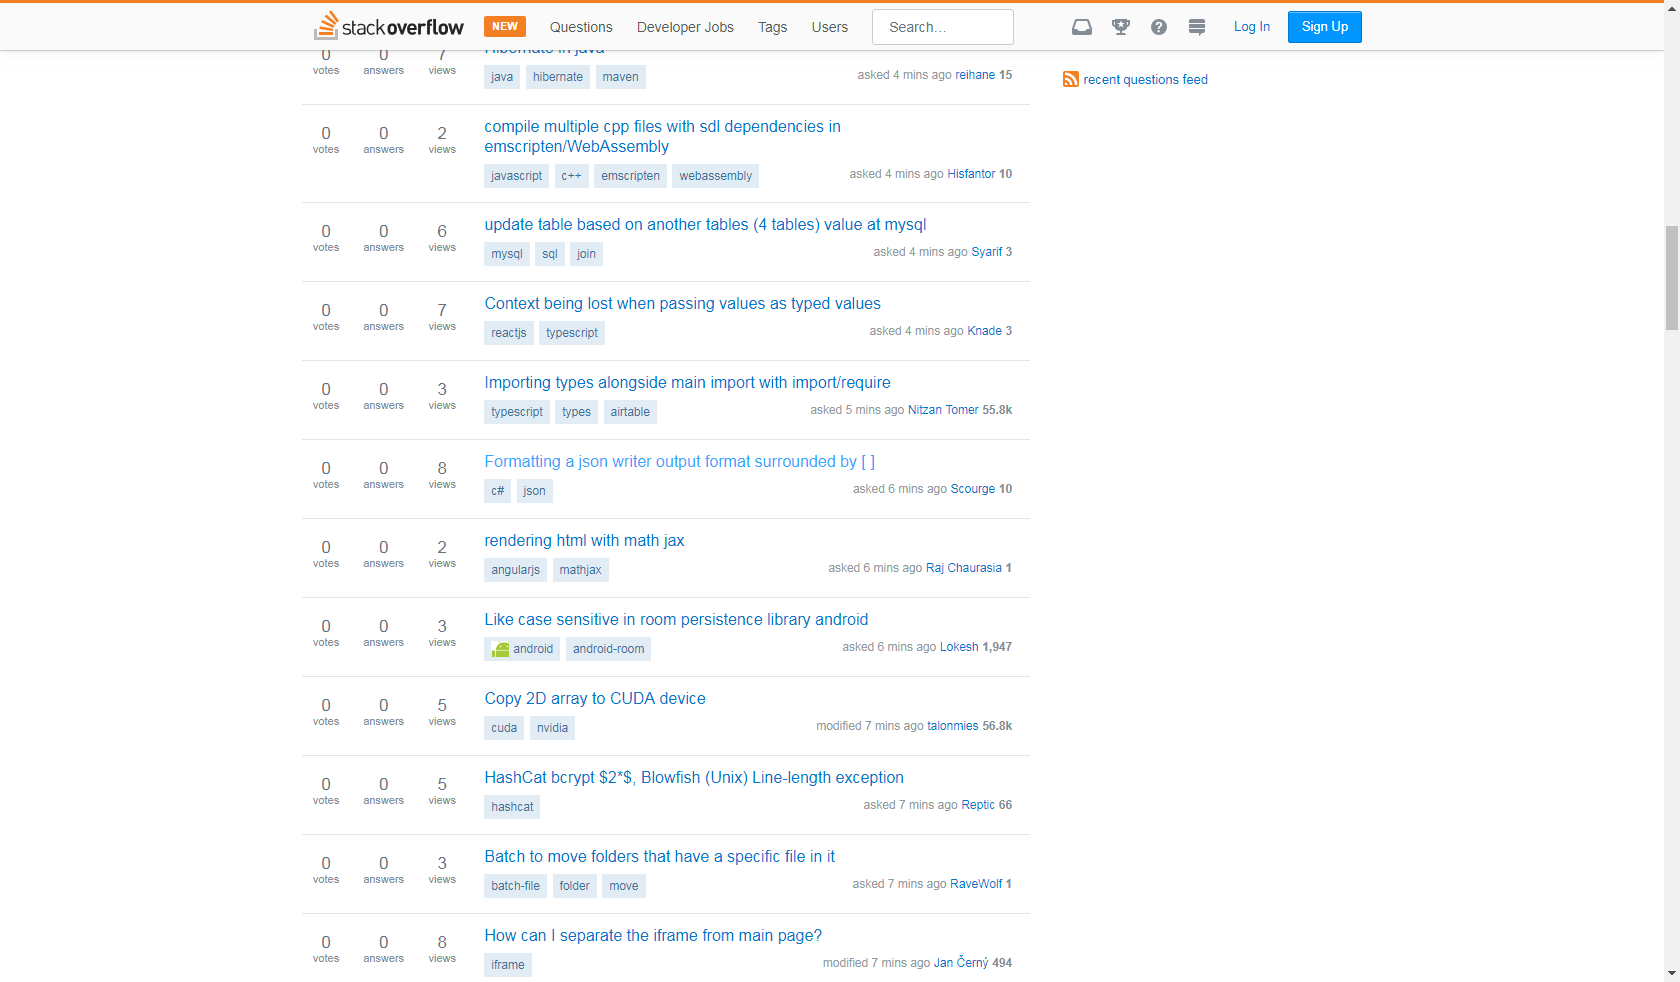 stackoverflow NEW Questions Developer Jobs Tags Users Search... Log In Sign Up
Hibernate in java
0 votes 0 answers 7 views
java hibernate maven
asked 4 mins ago reihane 15
recent questions feed
0 votes 0 answers 2 views
compile multiple cpp files with sdl dependencies in
emscripten/WebAssembly
javascript c++ emscripten webassembly
asked 4 mins ago Hisfantor 10
0 votes 0 answers 6 views
update table based on another tables (4 tables) value at mysql
mysql sql join
asked 4 mins ago Syarif 3
0 votes 0 answers 7 views
Context being lost when passing values as typed values
reactjs typescript
asked 4 mins ago Knade 3
0 votes 0 answers 3 views
Importing types alongside main import with import/require
typescript types airtable
asked 5 mins ago Nitzan Tomer 55.8k
0 votes 0 answers 8 views
Formatting a json writer output format surrounded by [ ]
c# json
asked 6 mins ago Scourge 10
0 votes 0 answers 2 views
rendering html with math jax
angularjs mathjax
asked 6 mins ago Raj Chaurasia 1
0 votes 0 answers 3 views
Like case sensitive in room persistence library android
android android-room
asked 6 mins ago Lokesh 1,947
0 votes 0 answers 5 views
Copy 2D array to CUDA device
cuda nvidia
modified 7 mins ago talonmies 56.8k
0 votes 0 answers 5 views
HashCat bcrypt $2*$, Blowfish (Unix) Line-length exception
hashcat
asked 7 mins ago Reptic 66
0 votes 0 answers 3 views
Batch to move folders that have a specific file in it
batch-file folder move
asked 7 mins ago RaveWolf 1
0 votes 0 answers 8 views
How can I separate the iframe from main page?
iframe
modified 7 mins ago Jan Černý 494